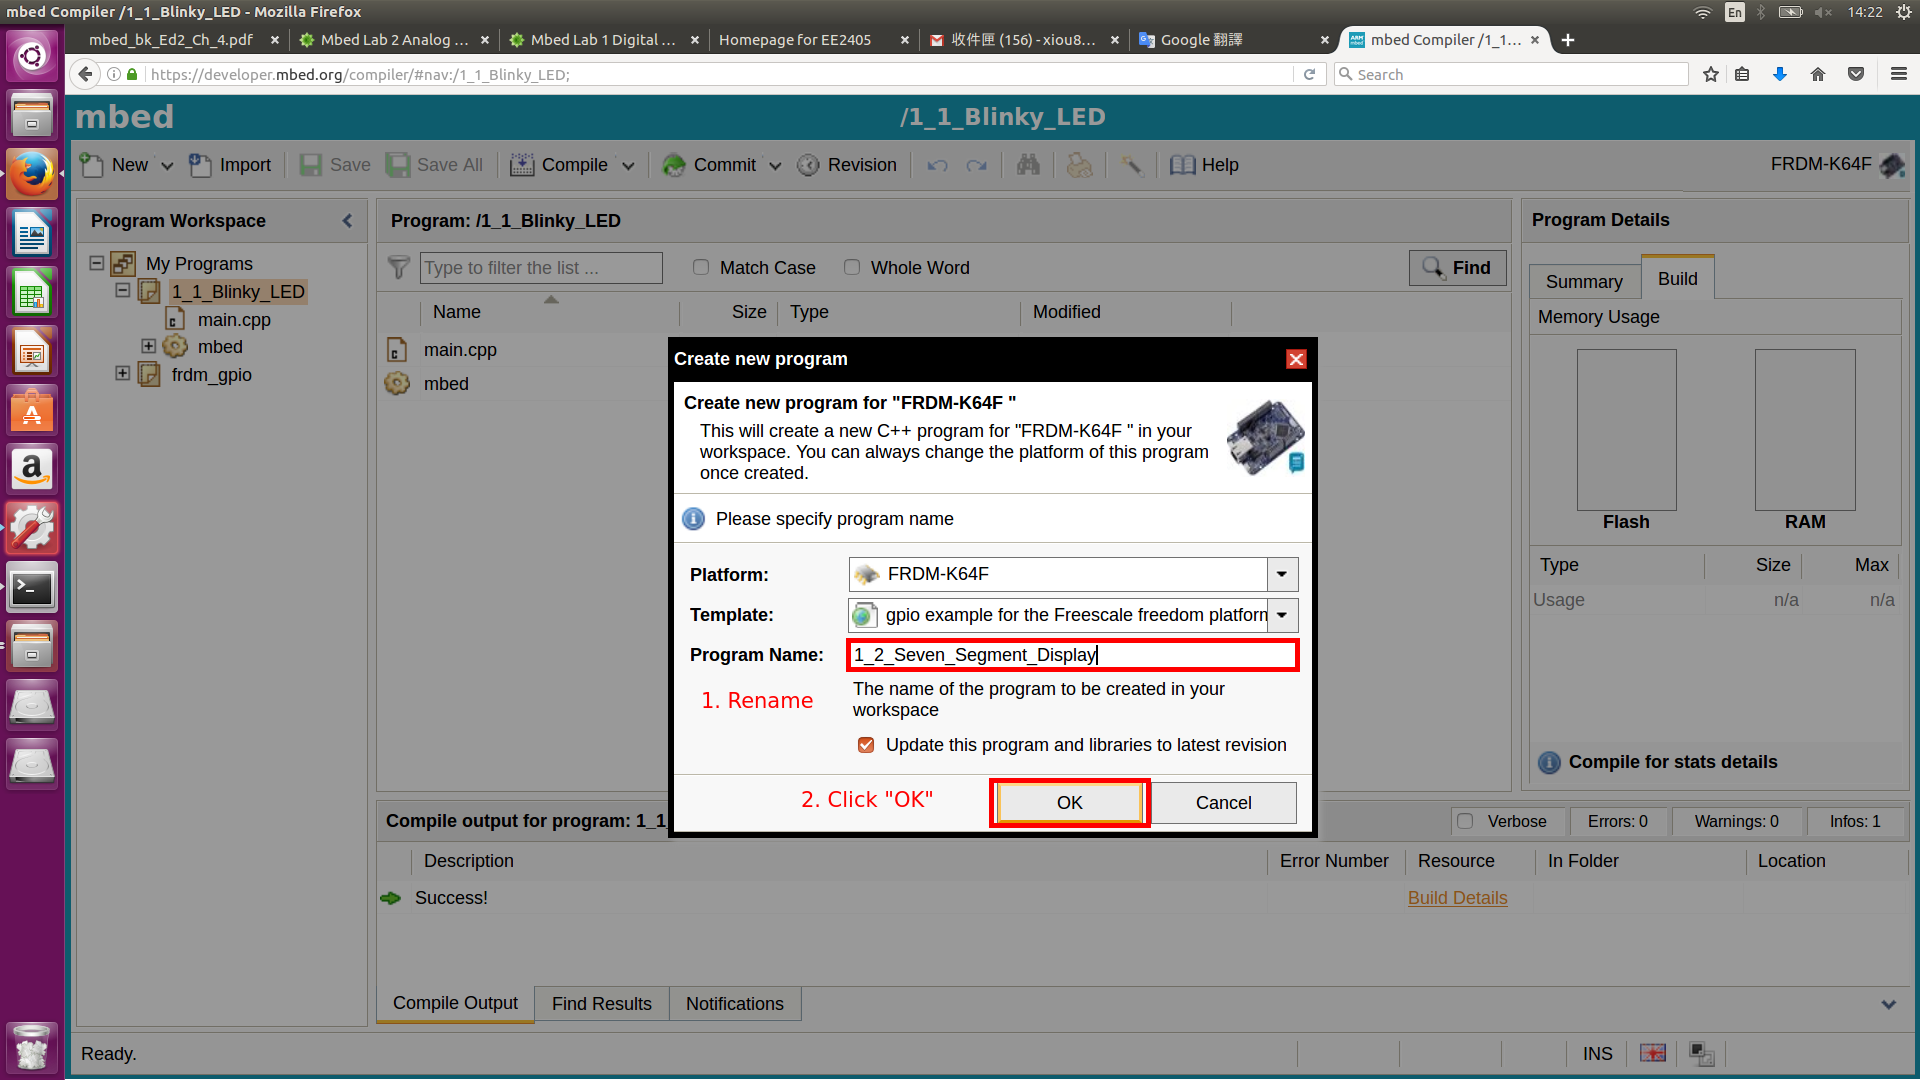 mbed Compiler /1_1_Blinky_LED - Mozilla Firefox
En
14:22
mbed_bk_Ed2_Ch_4.pdf
Mbed Lab 2 Analog ...
Mbed Lab 1 Digital ...
Homepage for EE2405
收件匣 (156) - xiou8...
Google 翻譯
mbed Compiler /1_1...
https://developer.mbed.org/compiler/#nav:/1_1_Blinky_LED;
Search
mbed
/1_1_Blinky_LED
New
Import
Save
Save All
Compile
Commit
Revision
Help
FRDM-K64F
Program Workspace
My Programs
1_1_Blinky_LED
main.cpp
mbed
frdm_gpio
Program: /1_1_Blinky_LED
Type to filter the list ...
Match Case
Whole Word
Find
Name
Size
Type
Modified
main.cpp
mbed
Program Details
Summary
Build
Memory Usage
Flash
RAM
Type
Size
Max
Usage
n/a
n/a
Compile for stats details
Create new program
Create new program for "FRDM-K64F "
This will create a new C++ program for "FRDM-K64F " in your
workspace. You can always change the platform of this program
once created.
Please specify program name
Platform:
FRDM-K64F
Template:
gpio example for the Freescale freedom platform
Program Name:
1_2_Seven_Segment_Display
1. Rename
The name of the program to be created in your
workspace
Update this program and libraries to latest revision
2. Click "OK"
OK
Cancel
Compile output for program: 1_1_
Verbose
Errors: 0
Warnings: 0
Infos: 1
Description
Error Number
Resource
In Folder
Location
Success!
Build Details
Compile Output
Find Results
Notifications
Ready.
INS